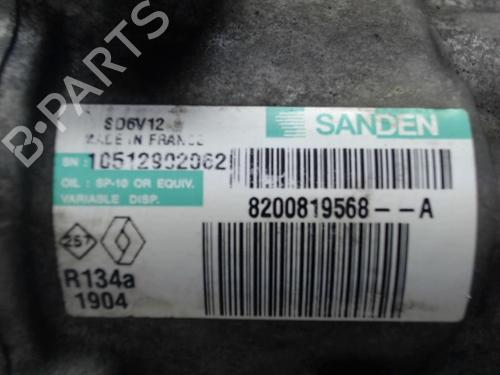 B-PARTS
SD6V12
MADE IN FRANCE
SANDEN
SN: 10512902062
OIL : SP-10 OR EQUIV.
VARIABLE DISP.
8200819568--A
257
R134a
1904